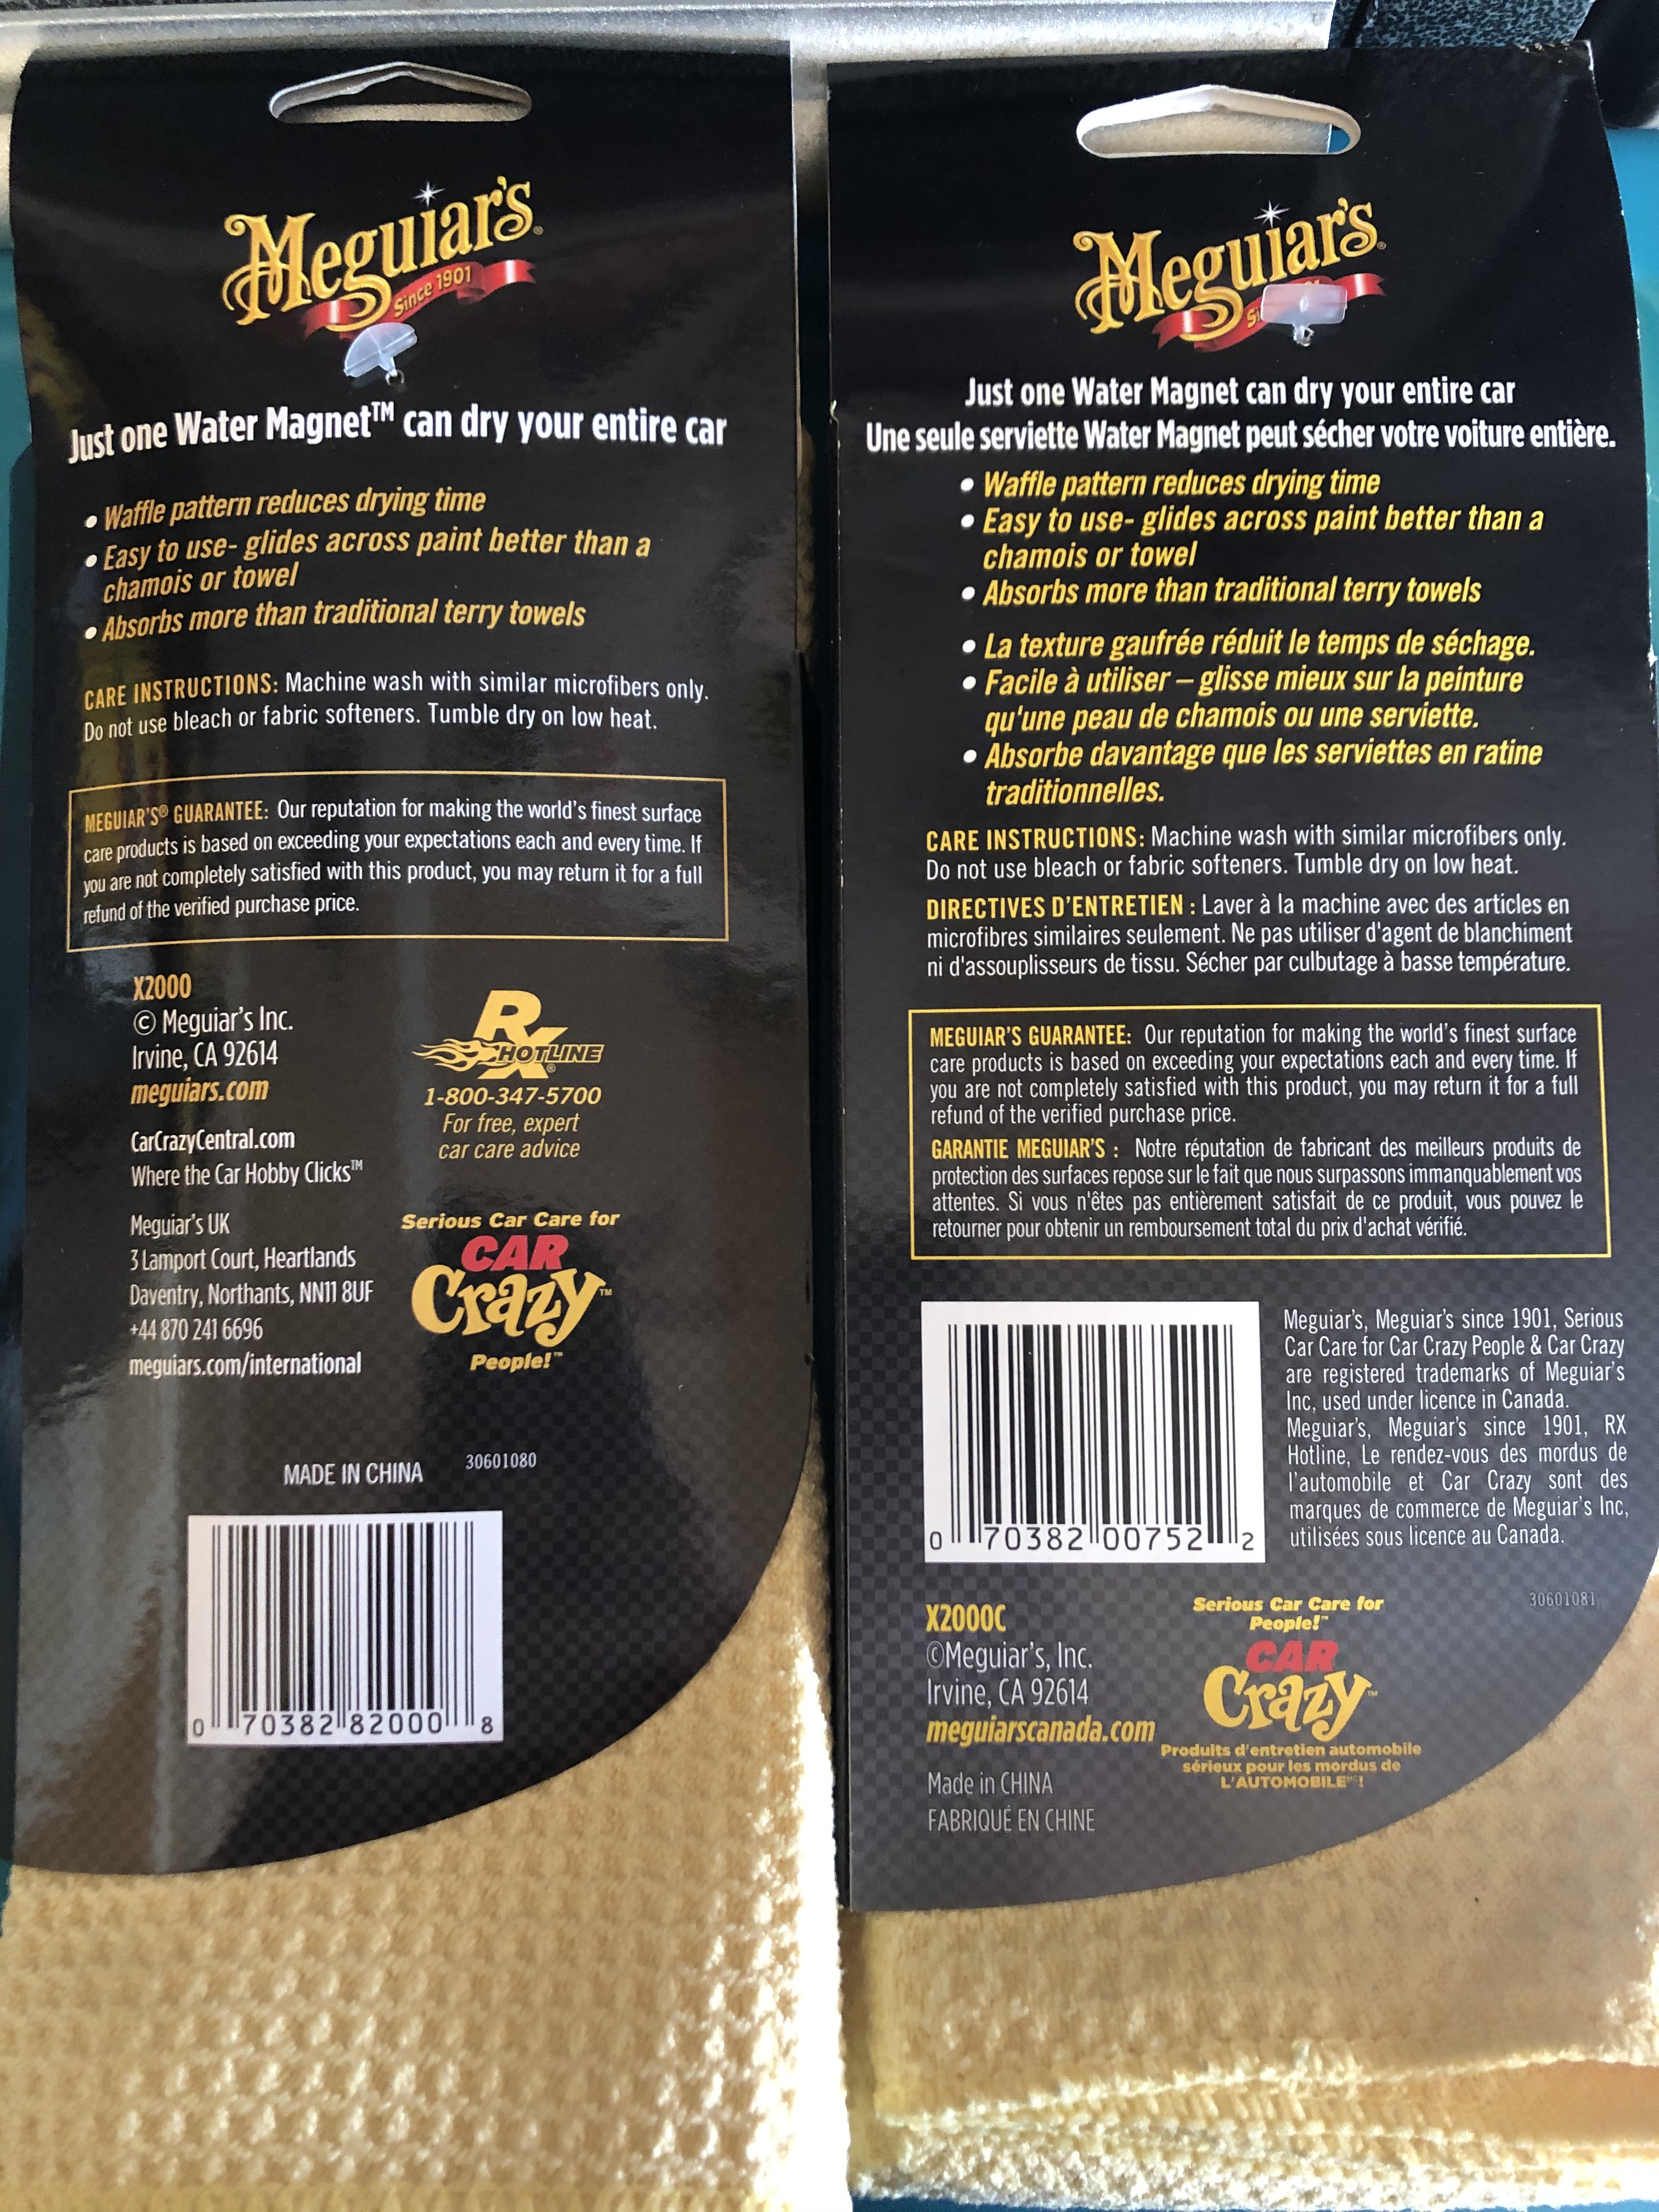 Meguiar's®
Since 1901
Just one Water Magnet™ can dry your entire car
• Waffle pattern reduces drying time
• Easy to use- glides across paint better than a
chamois or towel
• Absorbs more than traditional terry towels
CARE INSTRUCTIONS: Machine wash with similar microfibers only.
Do not use bleach or fabric softeners. Tumble dry on low heat.
MEGUIAR'S® GUARANTEE: Our reputation for making the world's finest surface
care products is based on exceeding your expectations each and every time. If
you are not completely satisfied with this product, you may return it for a full
refund of the verified purchase price.
X2000
© Meguiar's Inc.
Irvine, CA 92614
meguiars.com
CarCrazyCentral.com
Where the Car Hobby Clicks™
Meguiar's UK
3 Lamport Court, Heartlands
Daventry, Northants, NN11 8UF
+44 870 241 6696
meguiars.com/international
Rx
HOTLINE®
1-800-347-5700
For free, expert
car care advice
Serious Car Care for
CAR
Crazy™
People!™
MADE IN CHINA
30601080
0 70382 82000 8
Meguiar's®
Just one Water Magnet can dry your entire car
Une seule serviette Water Magnet peut sécher votre voiture entière.
• Waffle pattern reduces drying time
• Easy to use- glides across paint better than a
chamois or towel
• Absorbs more than traditional terry towels
• La texture gaufrée réduit le temps de séchage.
• Facile à utiliser – glisse mieux sur la peinture
qu'une peau de chamois ou une serviette.
• Absorbe davantage que les serviettes en ratine
traditionnelles.
CARE INSTRUCTIONS: Machine wash with similar microfibers only.
Do not use bleach or fabric softeners. Tumble dry on low heat.
DIRECTIVES D'ENTRETIEN : Laver à la machine avec des articles en
microfibres similaires seulement. Ne pas utiliser d'agent de blanchiment
ni d'assouplisseurs de tissu. Sécher par culbutage à basse température.
MEGUIAR'S GUARANTEE: Our reputation for making the world's finest surface
care products is based on exceeding your expectations each and every time. If
you are not completely satisfied with this product, you may return it for a full
refund of the verified purchase price.
GARANTIE MEGUIAR'S : Notre réputation de fabricant des meilleurs produits de
protection des surfaces repose sur le fait que nous surpassons immanquablement vos
attentes. Si vous n'êtes pas entièrement satisfait de ce produit, vous pouvez le
retourner pour obtenir un remboursement total du prix d'achat vérifié.
0 70382 00752 2
Meguiar's, Meguiar's since 1901, Serious
Car Care for Car Crazy People & Car Crazy
are registered trademarks of Meguiar's
Inc, used under licence in Canada.
Meguiar's, Meguiar's since 1901, RX
Hotline, Le rendez-vous des mordus de
l'automobile et Car Crazy sont des
marques de commerce de Meguiar's Inc,
utilisées sous licence au Canada.
X2000C
©Meguiar's, Inc.
Irvine, CA 92614
meguiarscanada.com
Made in CHINA
FABRIQUÉ EN CHINE
Serious Car Care for
People!™
CAR
Crazy™
Produits d'entretien automobile
sérieux pour les mordus de
L'AUTOMOBILE !
30601081